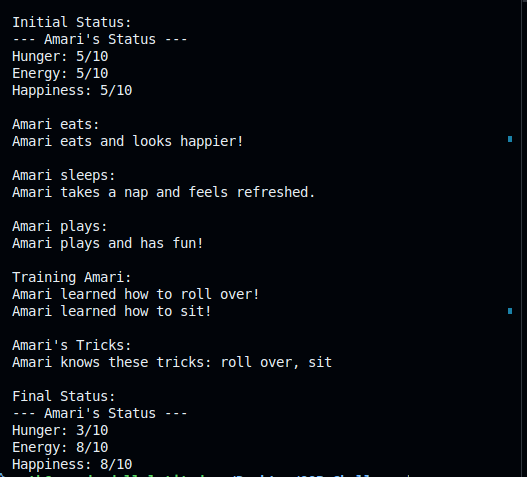 Initial Status:
--- Amari's Status ---
Hunger: 5/10
Energy: 5/10
Happiness: 5/10
Amari eats:
Amari eats and looks happier!
Amari sleeps:
Amari takes a nap and feels refreshed.
Amari plays:
Amari plays and has fun!
Training Amari:
Amari learned how to roll over!
Amari learned how to sit!
Amari's Tricks:
Amari knows these tricks: roll over, sit
Final Status:
--- Amari's Status ---
Hunger: 3/10
Energy: 8/10
Happiness: 8/10